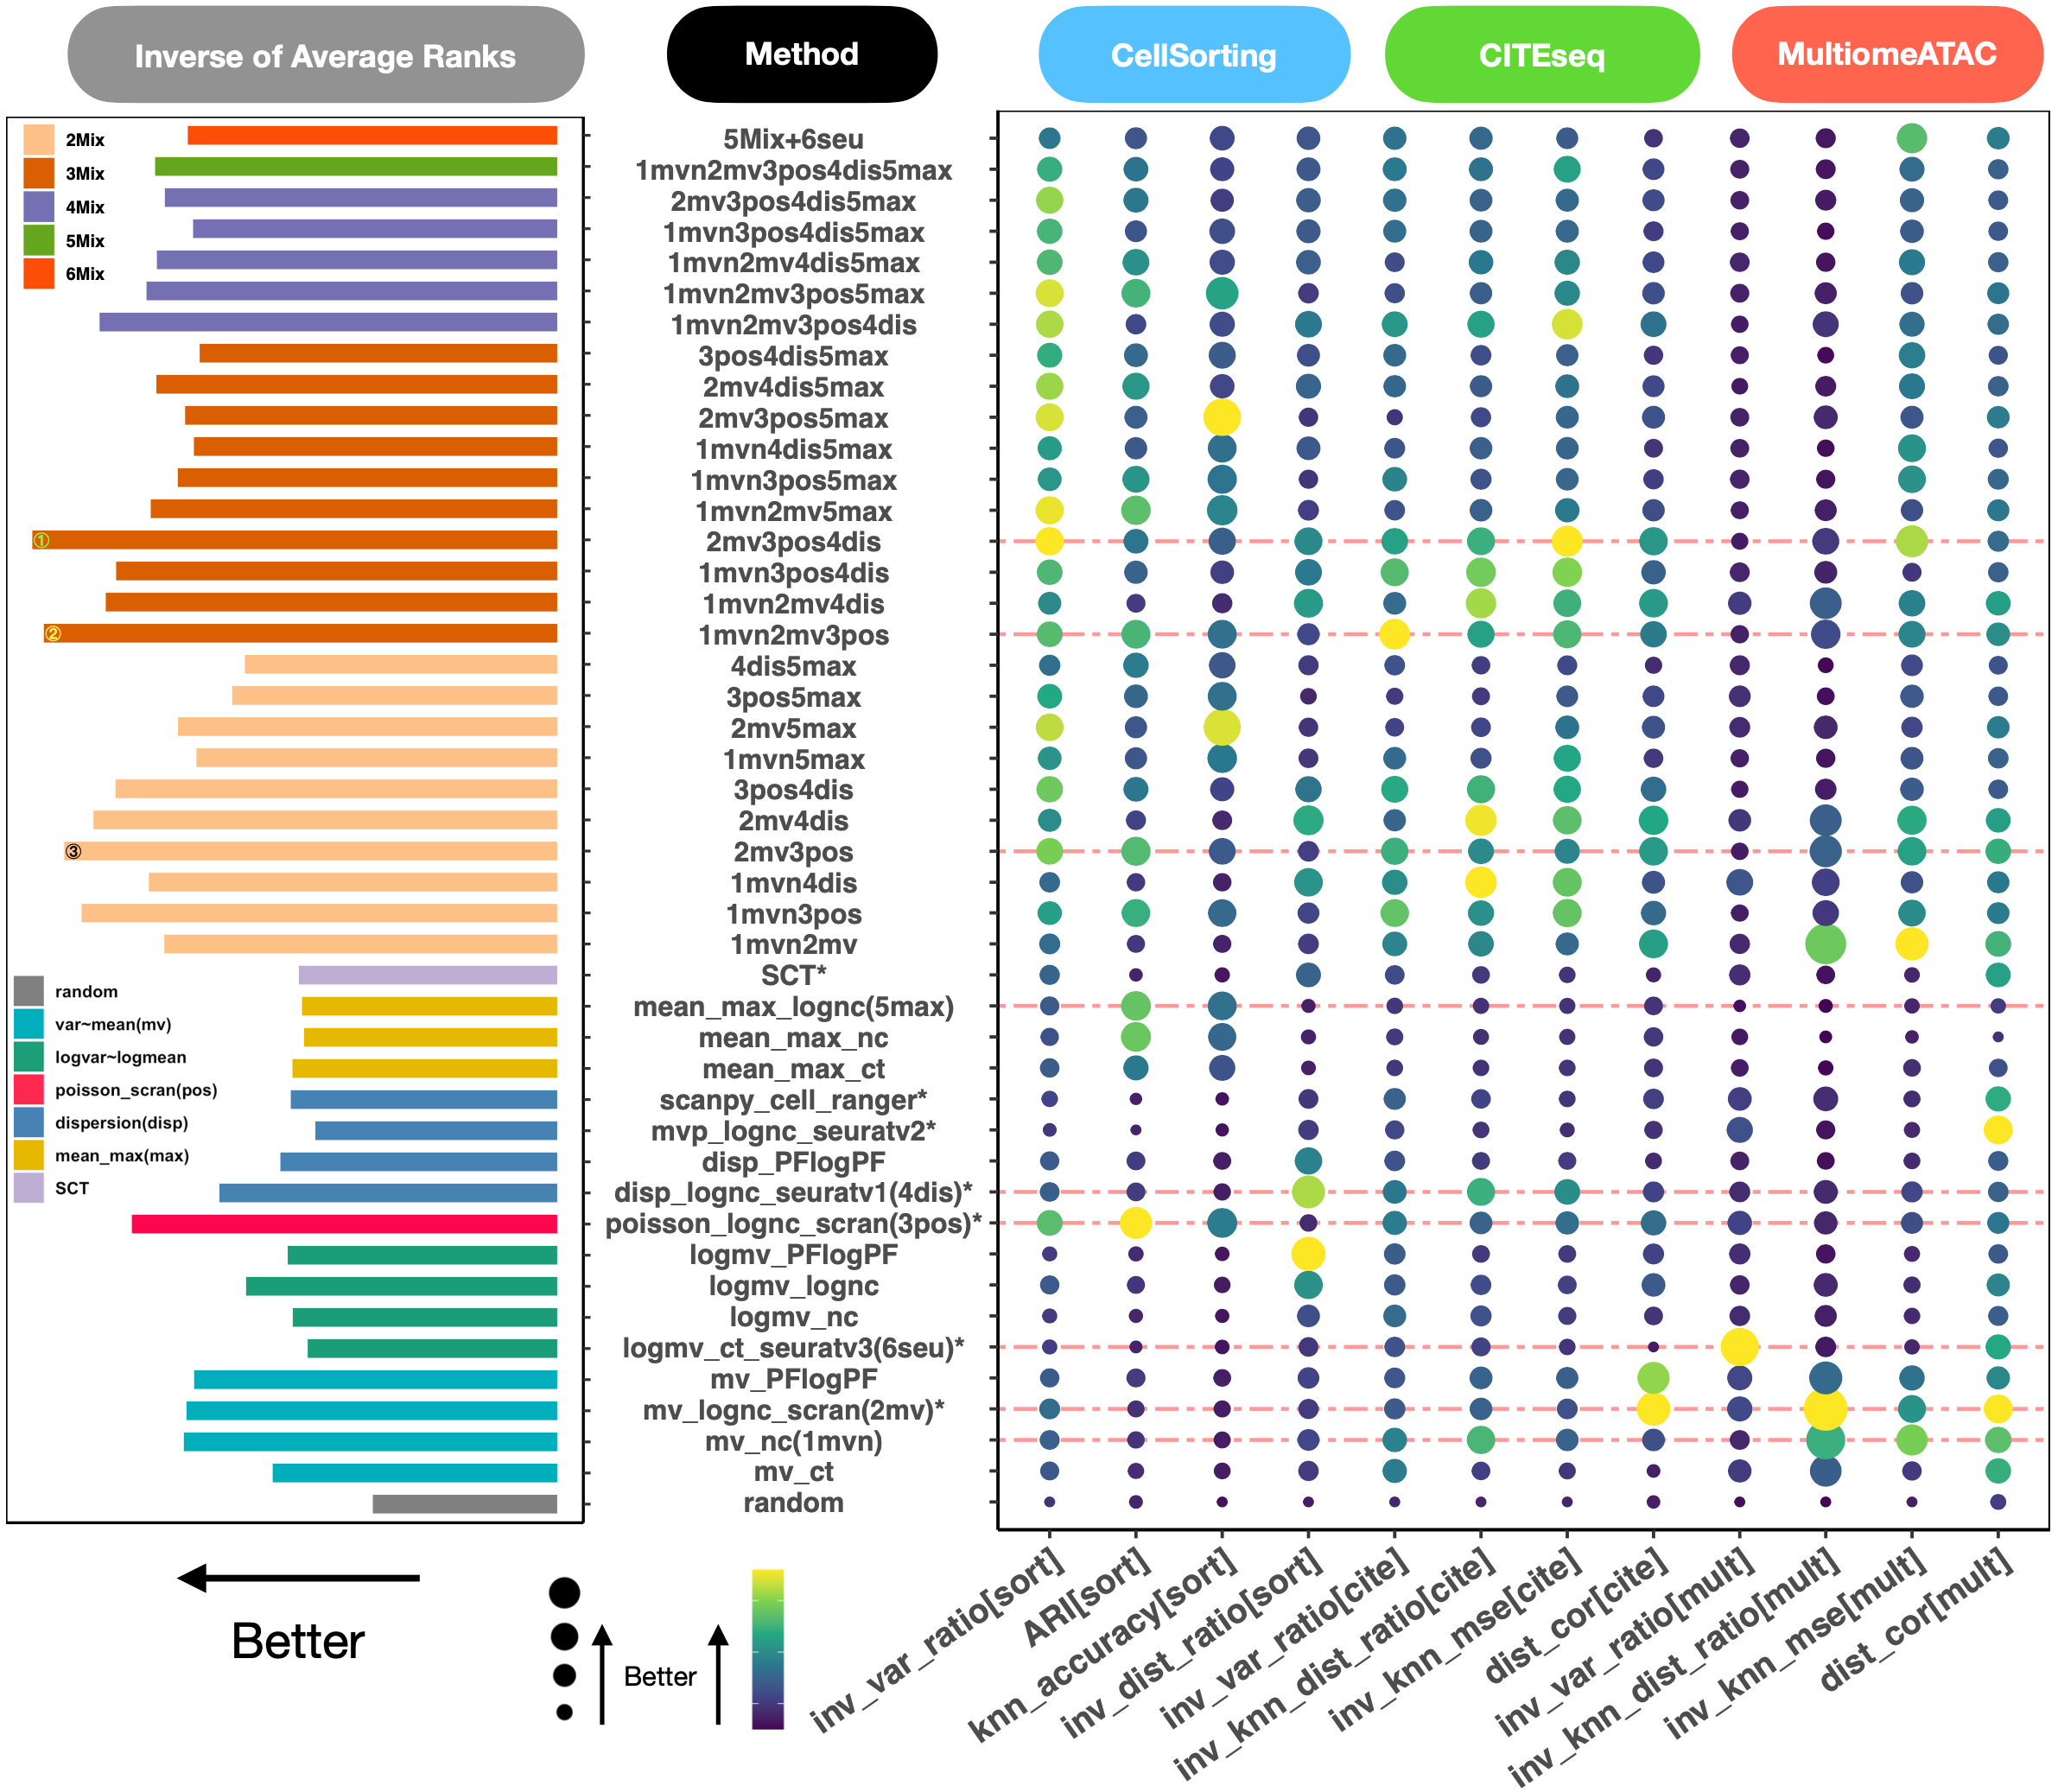 Inverse of Average Ranks
Method
CellSorting
CITEseq
MultiomeATAC
2Mix
3Mix
4Mix
5Mix
6Mix
①
②
③
random
var~mean(mv)
logvar~logmean
poisson_scran(pos)
dispersion(disp)
mean_max(max)
SCT
5Mix+6seu
1mvn2mv3pos4dis5max
2mv3pos4dis5max
1mvn3pos4dis5max
1mvn2mv4dis5max
1mvn2mv3pos5max
1mvn2mv3pos4dis
3pos4dis5max
2mv4dis5max
2mv3pos5max
1mvn4dis5max
1mvn3pos5max
1mvn2mv5max
2mv3pos4dis
1mvn3pos4dis
1mvn2mv4dis
1mvn2mv3pos
4dis5max
3pos5max
2mv5max
1mvn5max
3pos4dis
2mv4dis
2mv3pos
1mvn4dis
1mvn3pos
1mvn2mv
SCT*
mean_max_lognc(5max)
mean_max_nc
mean_max_ct
scanpy_cell_ranger*
mvp_lognc_seuratv2*
disp_PFlogPF
disp_lognc_seuratv1(4dis)*
poisson_lognc_scran(3pos)*
logmv_PFlogPF
logmv_lognc
logmv_nc
logmv_ct_seuratv3(6seu)*
mv_PFlogPF
mv_lognc_scran(2mv)*
mv_nc(1mvn)
mv_ct
random
inv_var_ratio[sort]
ARI[sort]
knn_accuracy[sort]
inv_dist_ratio[sort]
inv_var_ratio[cite]
inv_knn_dist_ratio[cite]
inv_knn_mse[cite]
dist_cor[cite]
inv_var_ratio[mult]
inv_knn_dist_ratio[mult]
inv_knn_mse[mult]
dist_cor[mult]
Better
Better